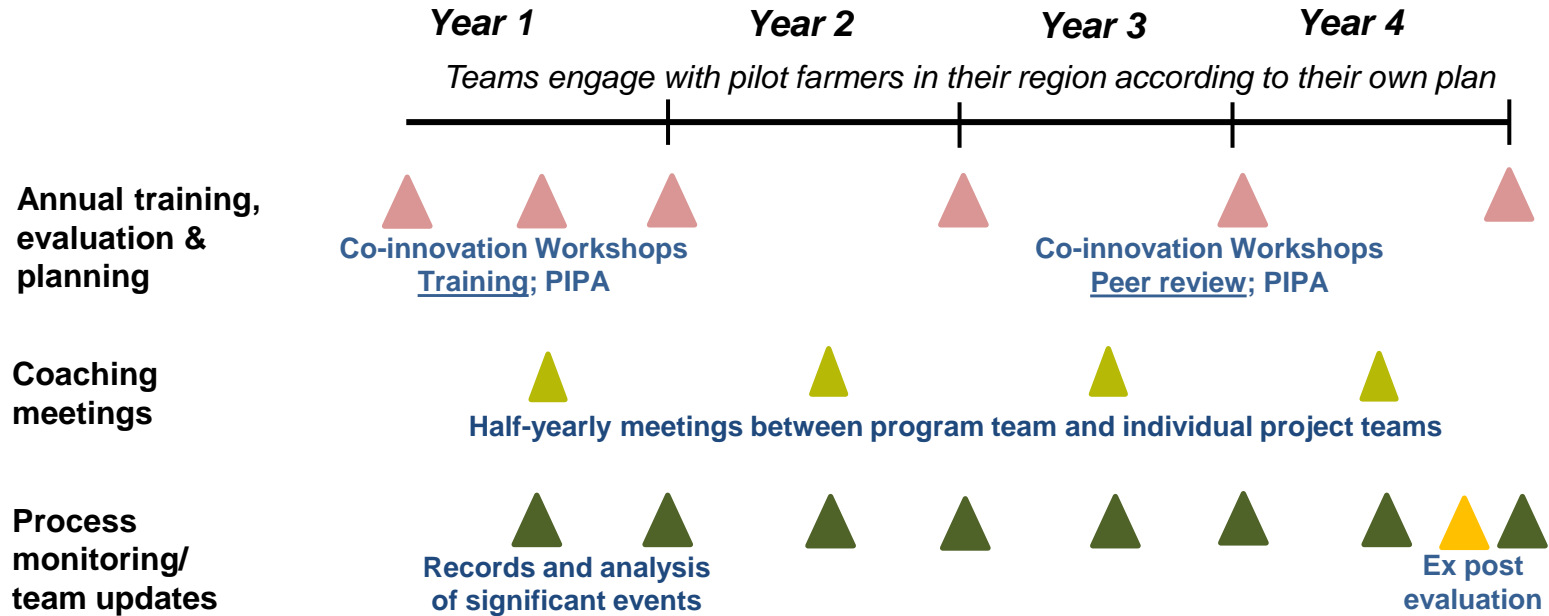 Year 1 Year 2 Year 3 Year 4
Teams engage with pilot farmers in their region according to their own plan
Annual training,
evaluation &
planning
Co-innovation Workshops
Training; PIPA
Co-innovation Workshops
Peer review; PIPA
Coaching
meetings
Half-yearly meetings between program team and individual project teams
Process
monitoring/
team updates
Records and analysis
of significant events
Ex post
evaluation